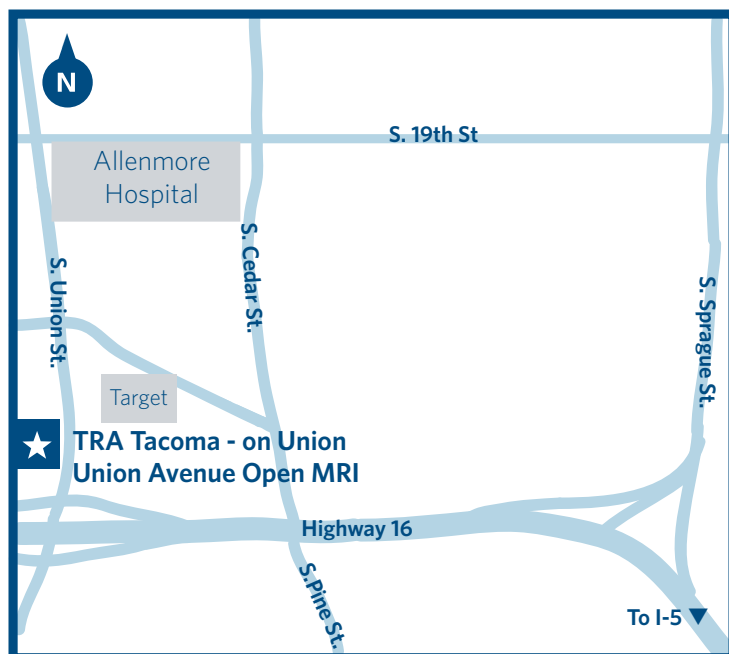 N
S. 19th St
Allenmore
Hospital
S. Cedar St.
S. Union St.
S. Sprague St.
Target
TRA Tacoma - on Union
Union Avenue Open MRI
Highway 16
S.Pine St.
To I-5